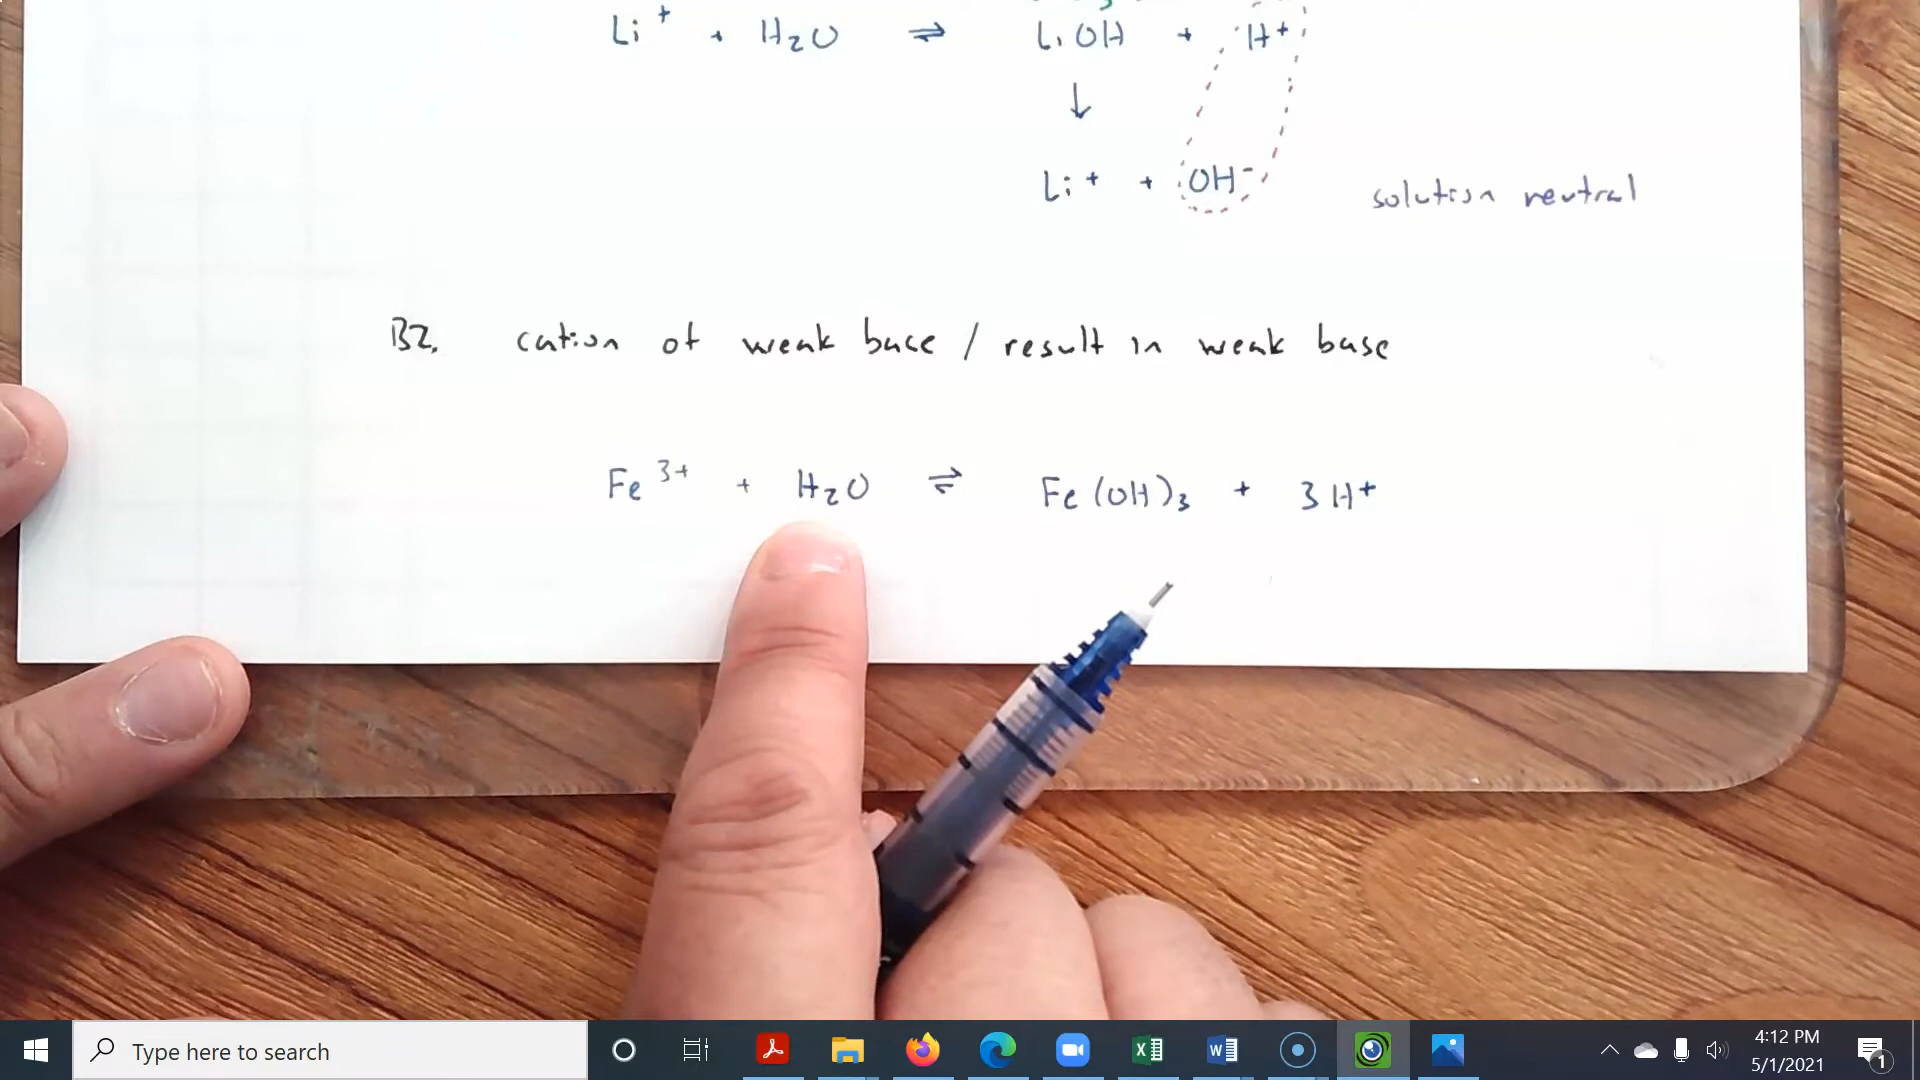 Li⁺ + H₂O ⇌ LiOH + H⁺
↓
Li⁺ + OH⁻ solution neutral
B2. cation of weak base / result in weak base
Fe³⁺ + H₂O ⇌ Fe(OH)₃ + 3H⁺
Type here to search
4:12 PM
5/1/2021
1